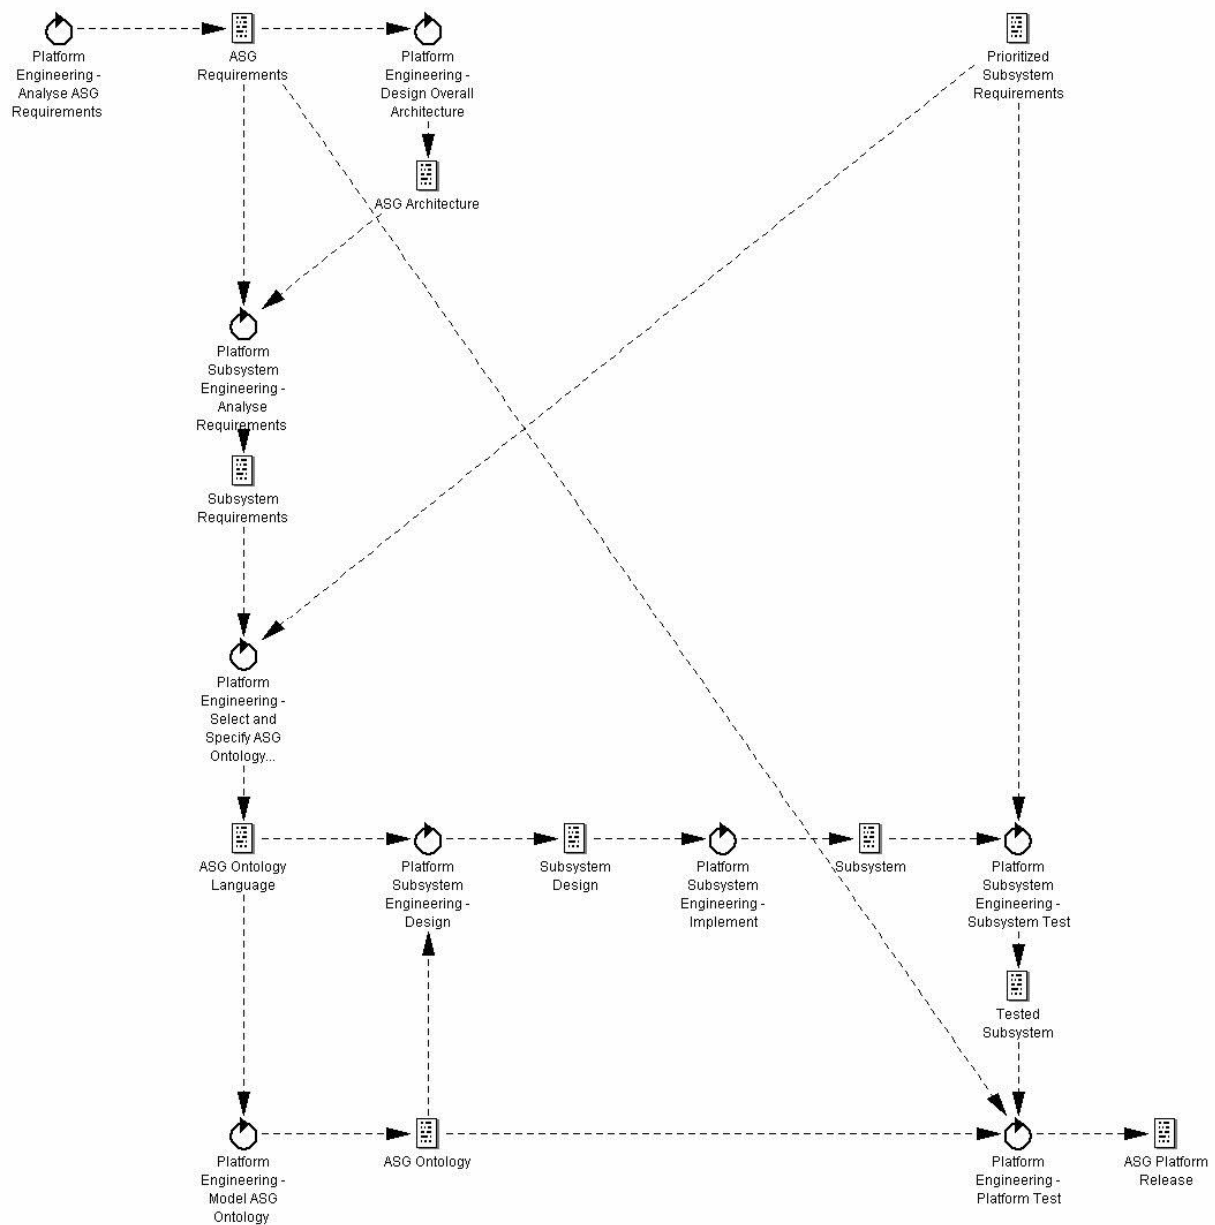 Platform
Engineering -
Analyse ASG
Requirements
ASG
Requirements
Platform
Engineering -
Design Overall
Architecture
Prioritized
Subsystem
Requirements
ASG Architecture
Platform
Subsystem
Engineering -
Analyse
Requirements
Subsystem
Requirements
Platform
Engineering -
Select and
Specify ASG
Ontology...
ASG Ontology
Language
Platform
Subsystem
Engineering -
Design
Subsystem
Design
Platform
Subsystem
Engineering -
Implement
Subsystem
Platform
Subsystem
Engineering -
Subsystem Test
Tested
Subsystem
Platform
Engineering -
Model ASG
Ontology
ASG Ontology
Platform
Engineering -
Platform Test
ASG Platform
Release